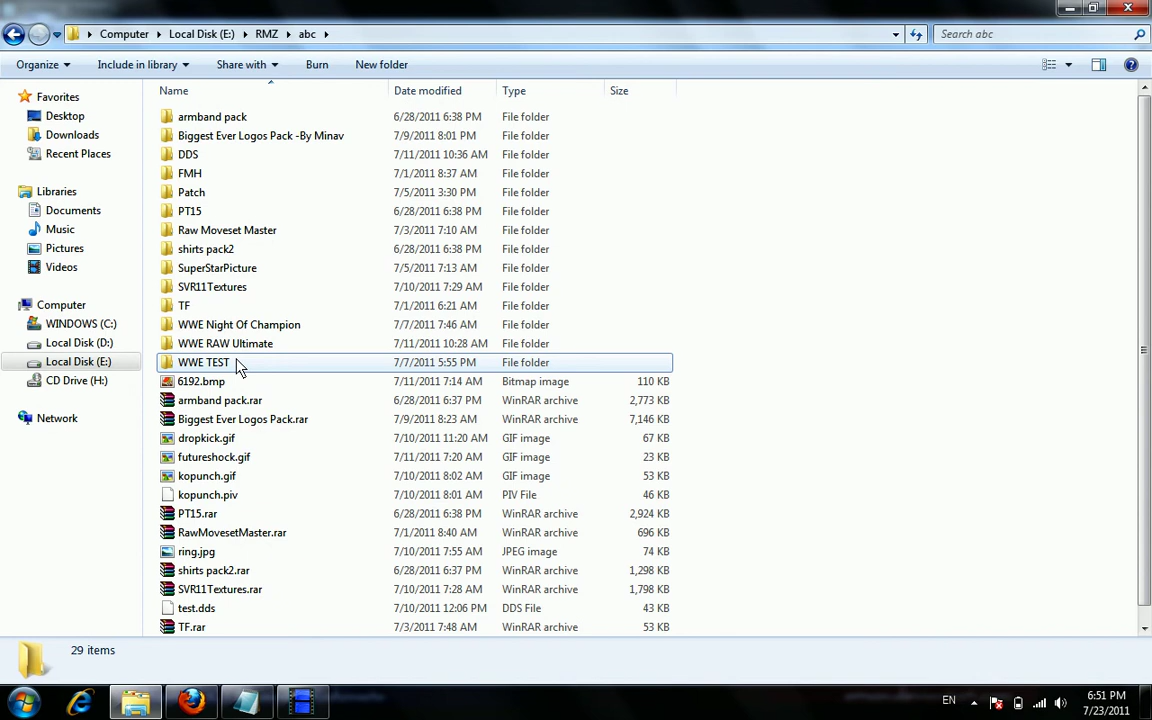 Computer Local Disk (E:) RMZ abc Search abc
Organize Include in library Share with Burn New folder
Name Date modified Type Size
Favorites
Desktop
Downloads
Recent Places
Libraries
Documents
Music
Pictures
Videos
Computer
WINDOWS (C:)
Local Disk (D:)
Local Disk (E:)
CD Drive (H:)
Network
armband pack 6/28/2011 6:38 PM File folder
Biggest Ever Logos Pack -By Minav 7/9/2011 8:01 PM File folder
DDS 7/11/2011 10:36 AM File folder
FMH 7/1/2011 8:37 AM File folder
Patch 7/5/2011 3:30 PM File folder
PT15 6/28/2011 6:38 PM File folder
Raw Moveset Master 7/3/2011 7:10 AM File folder
shirts pack2 6/28/2011 6:38 PM File folder
SuperStarPicture 7/5/2011 7:13 AM File folder
SVR11Textures 7/10/2011 7:29 AM File folder
TF 7/1/2011 6:21 AM File folder
WWE Night Of Champion 7/7/2011 7:46 AM File folder
WWE RAW Ultimate 7/11/2011 10:28 AM File folder
WWE TEST 7/7/2011 5:55 PM File folder
6192.bmp 7/11/2011 7:14 AM Bitmap image 110 KB
armband pack.rar 6/28/2011 6:37 PM WinRAR archive 2,773 KB
Biggest Ever Logos Pack.rar 7/9/2011 8:23 AM WinRAR archive 7,146 KB
dropkick.gif 7/10/2011 11:20 AM GIF image 67 KB
futureshock.gif 7/11/2011 7:20 AM GIF image 23 KB
kopunch.gif 7/10/2011 8:02 AM GIF image 53 KB
kopunch.piv 7/10/2011 8:01 AM PIV File 46 KB
PT15.rar 6/28/2011 6:38 PM WinRAR archive 2,924 KB
RawMovesetMaster.rar 7/1/2011 8:40 AM WinRAR archive 696 KB
ring.jpg 7/10/2011 7:55 AM JPEG image 74 KB
shirts pack2.rar 6/28/2011 6:37 PM WinRAR archive 1,298 KB
SVR11Textures.rar 7/10/2011 7:28 AM WinRAR archive 1,798 KB
test.dds 7/10/2011 12:06 PM DDS File 43 KB
TF.rar 7/3/2011 7:48 AM WinRAR archive 53 KB
29 items
EN 6:51 PM
7/23/2011